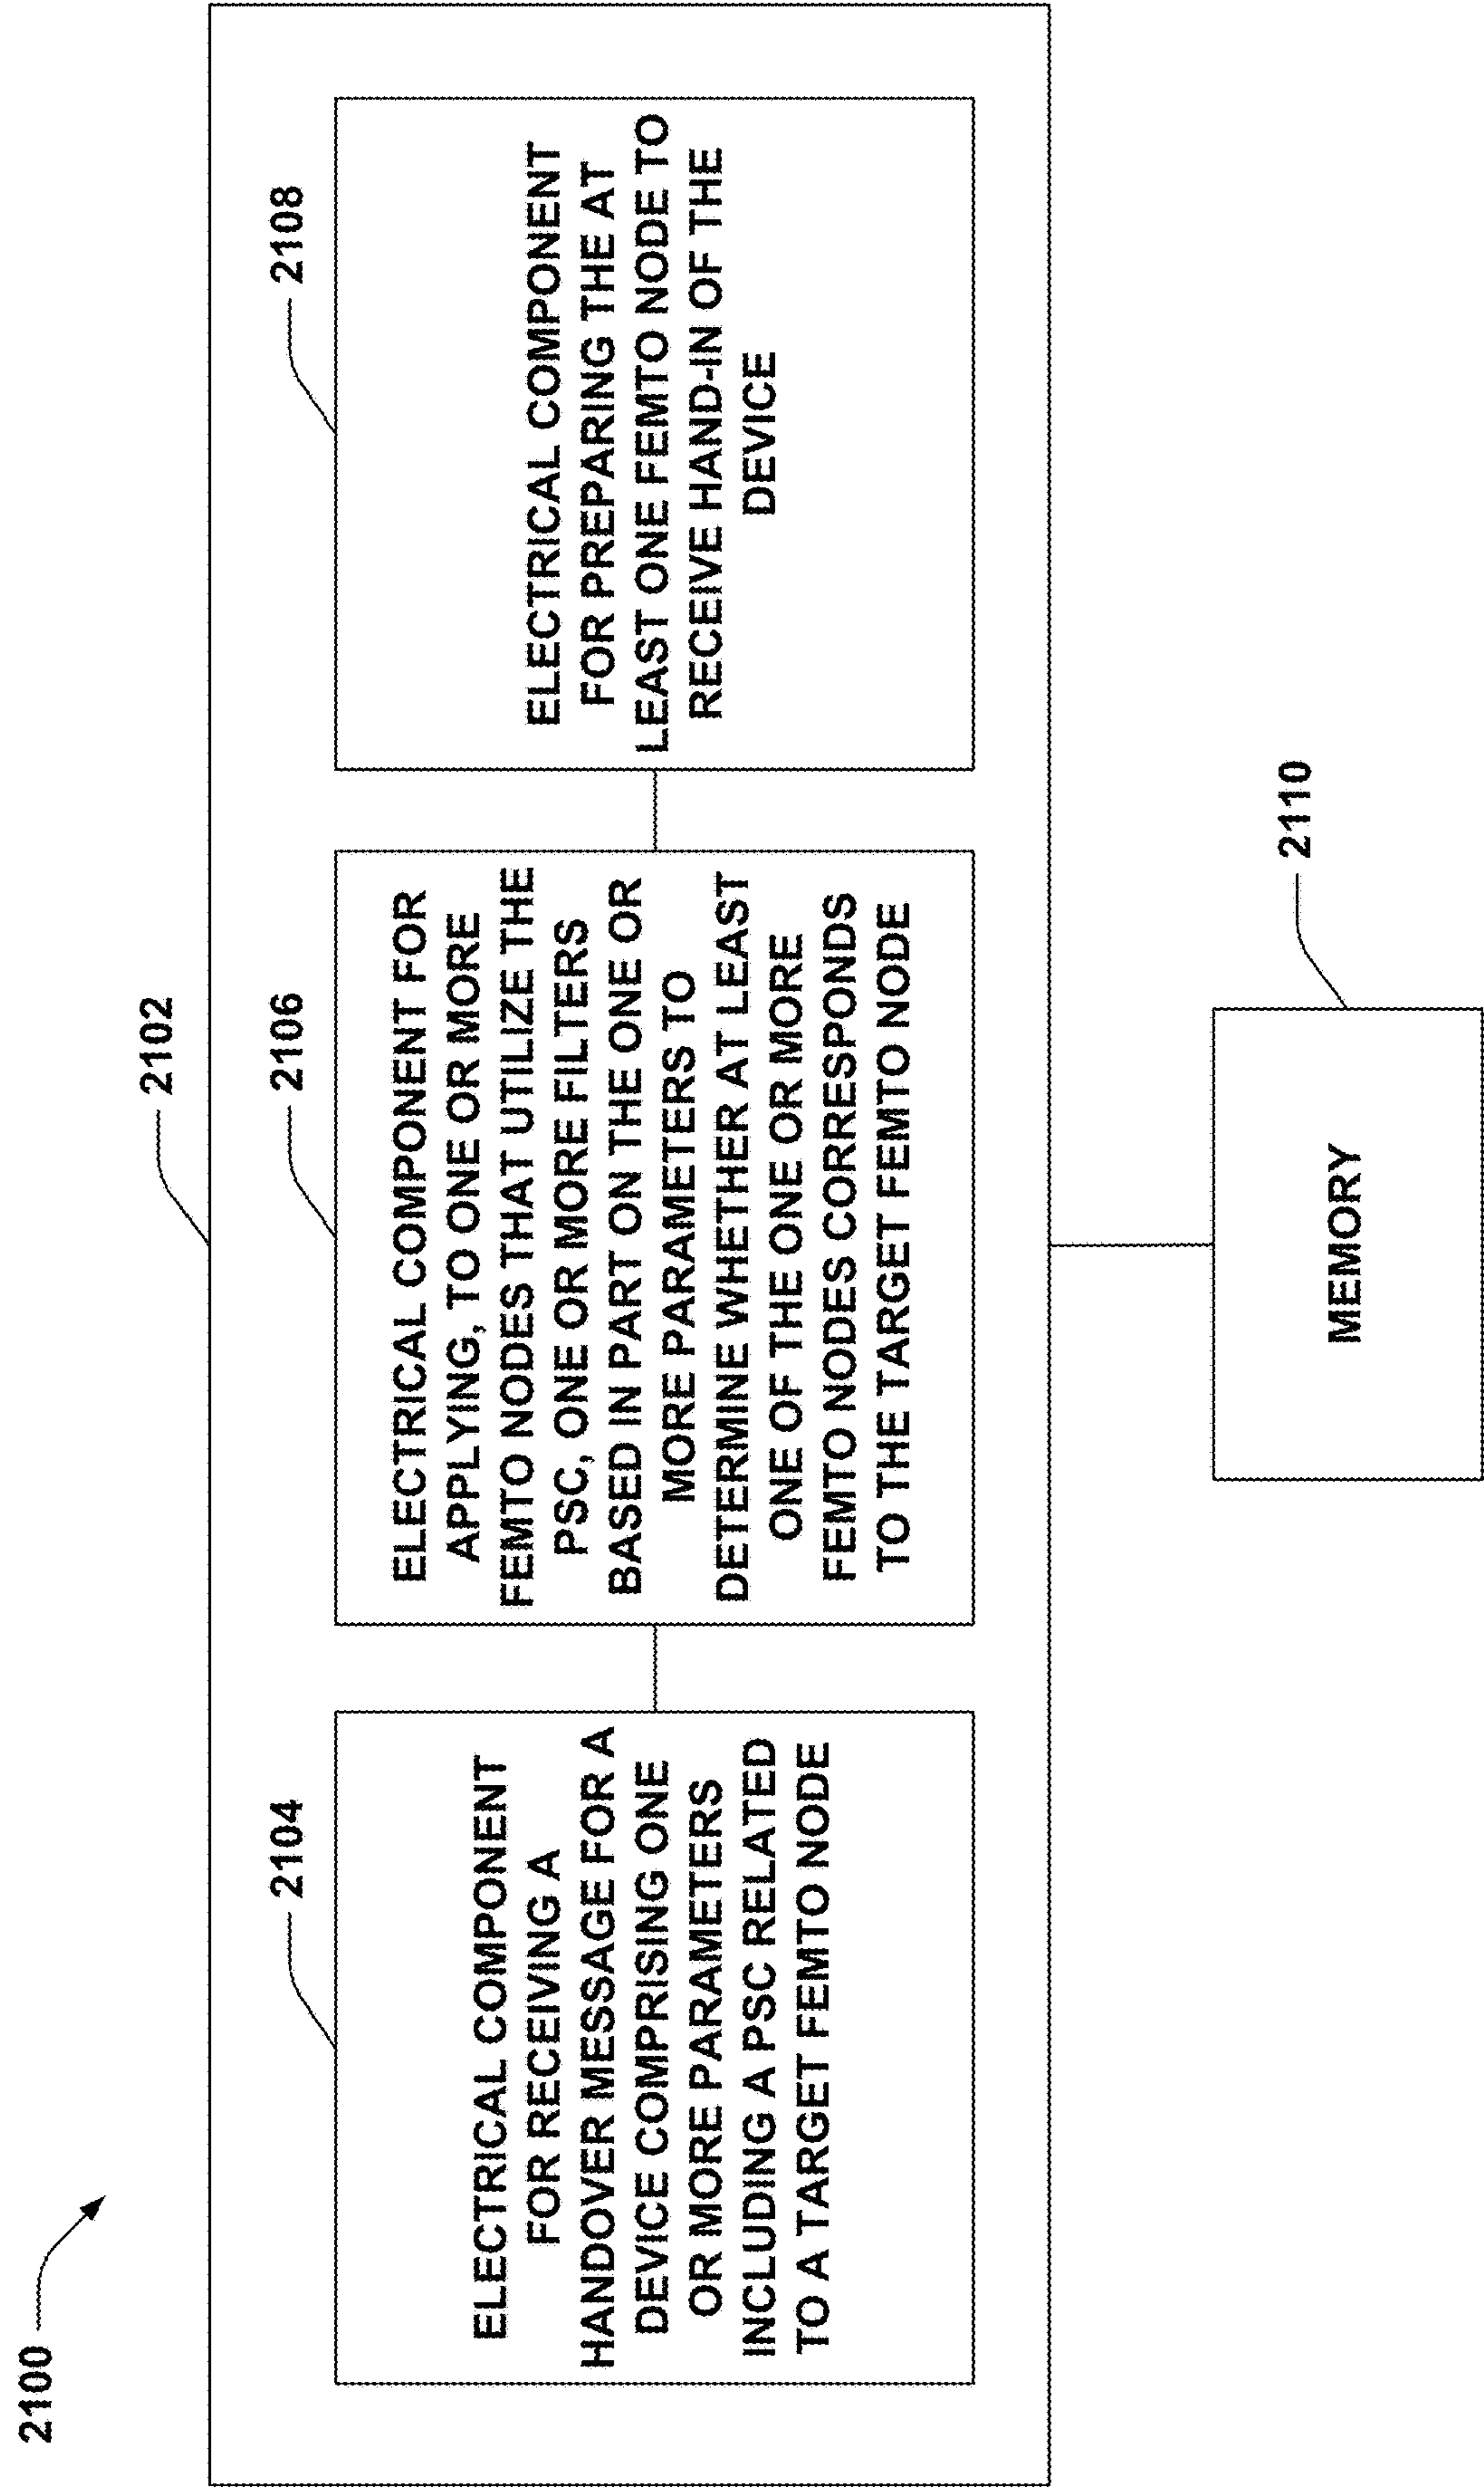 2100
2102
2104
ELECTRICAL COMPONENT
FOR RECEIVING A
HANDOVER MESSAGE FOR A
DEVICE COMPRISING ONE
OR MORE PARAMETERS
INCLUDING A PSC RELATED
TO A TARGET FEMTO NODE
2106
ELECTRICAL COMPONENT FOR
APPLYING, TO ONE OR MORE
FEMTO NODES THAT UTILIZE THE
PSC, ONE OR MORE FILTERS
BASED IN PART ON THE ONE OR
MORE PARAMETERS TO
DETERMINE WHETHER AT LEAST
ONE OF THE ONE OR MORE
FEMTO NODES CORRESPONDS
TO THE TARGET FEMTO NODE
2108
ELECTRICAL COMPONENT
FOR PREPARING THE AT
LEAST ONE FEMTO NODE TO
RECEIVE HAND-IN OF THE
DEVICE
2110
MEMORY